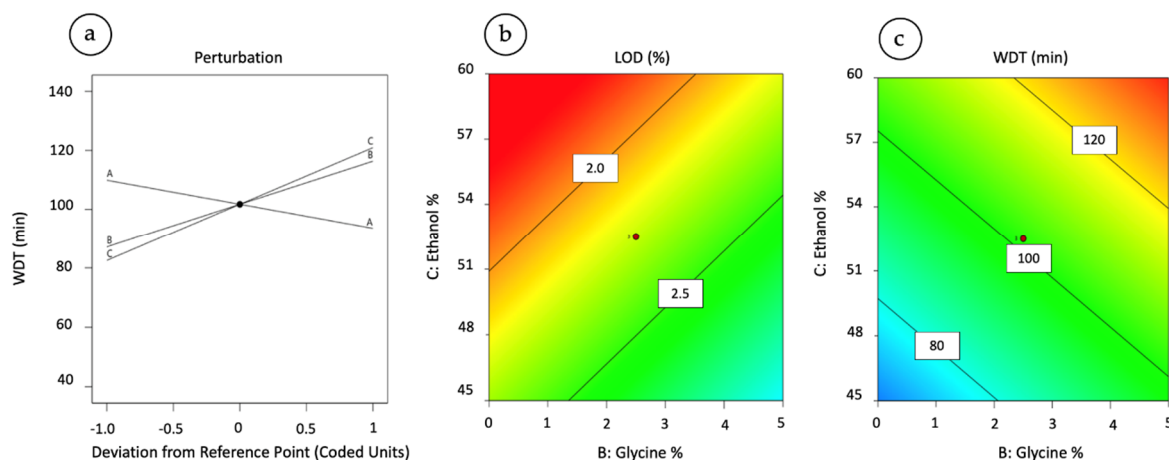 a
Perturbation
WDT (min)
140
120
100
80
60
40
A
B
C
C
B
A
-1.0
-0.5
0
0.5
1
Deviation from Reference Point (Coded Units)
b
LOD (%)
C: Ethanol %
60
57
54
51
48
45
2.0
2.5
0
1
2
3
4
5
B: Glycine %
c
WDT (min)
C: Ethanol %
60
57
54
51
48
45
120
100
80
0
1
2
3
4
5
B: Glycine %